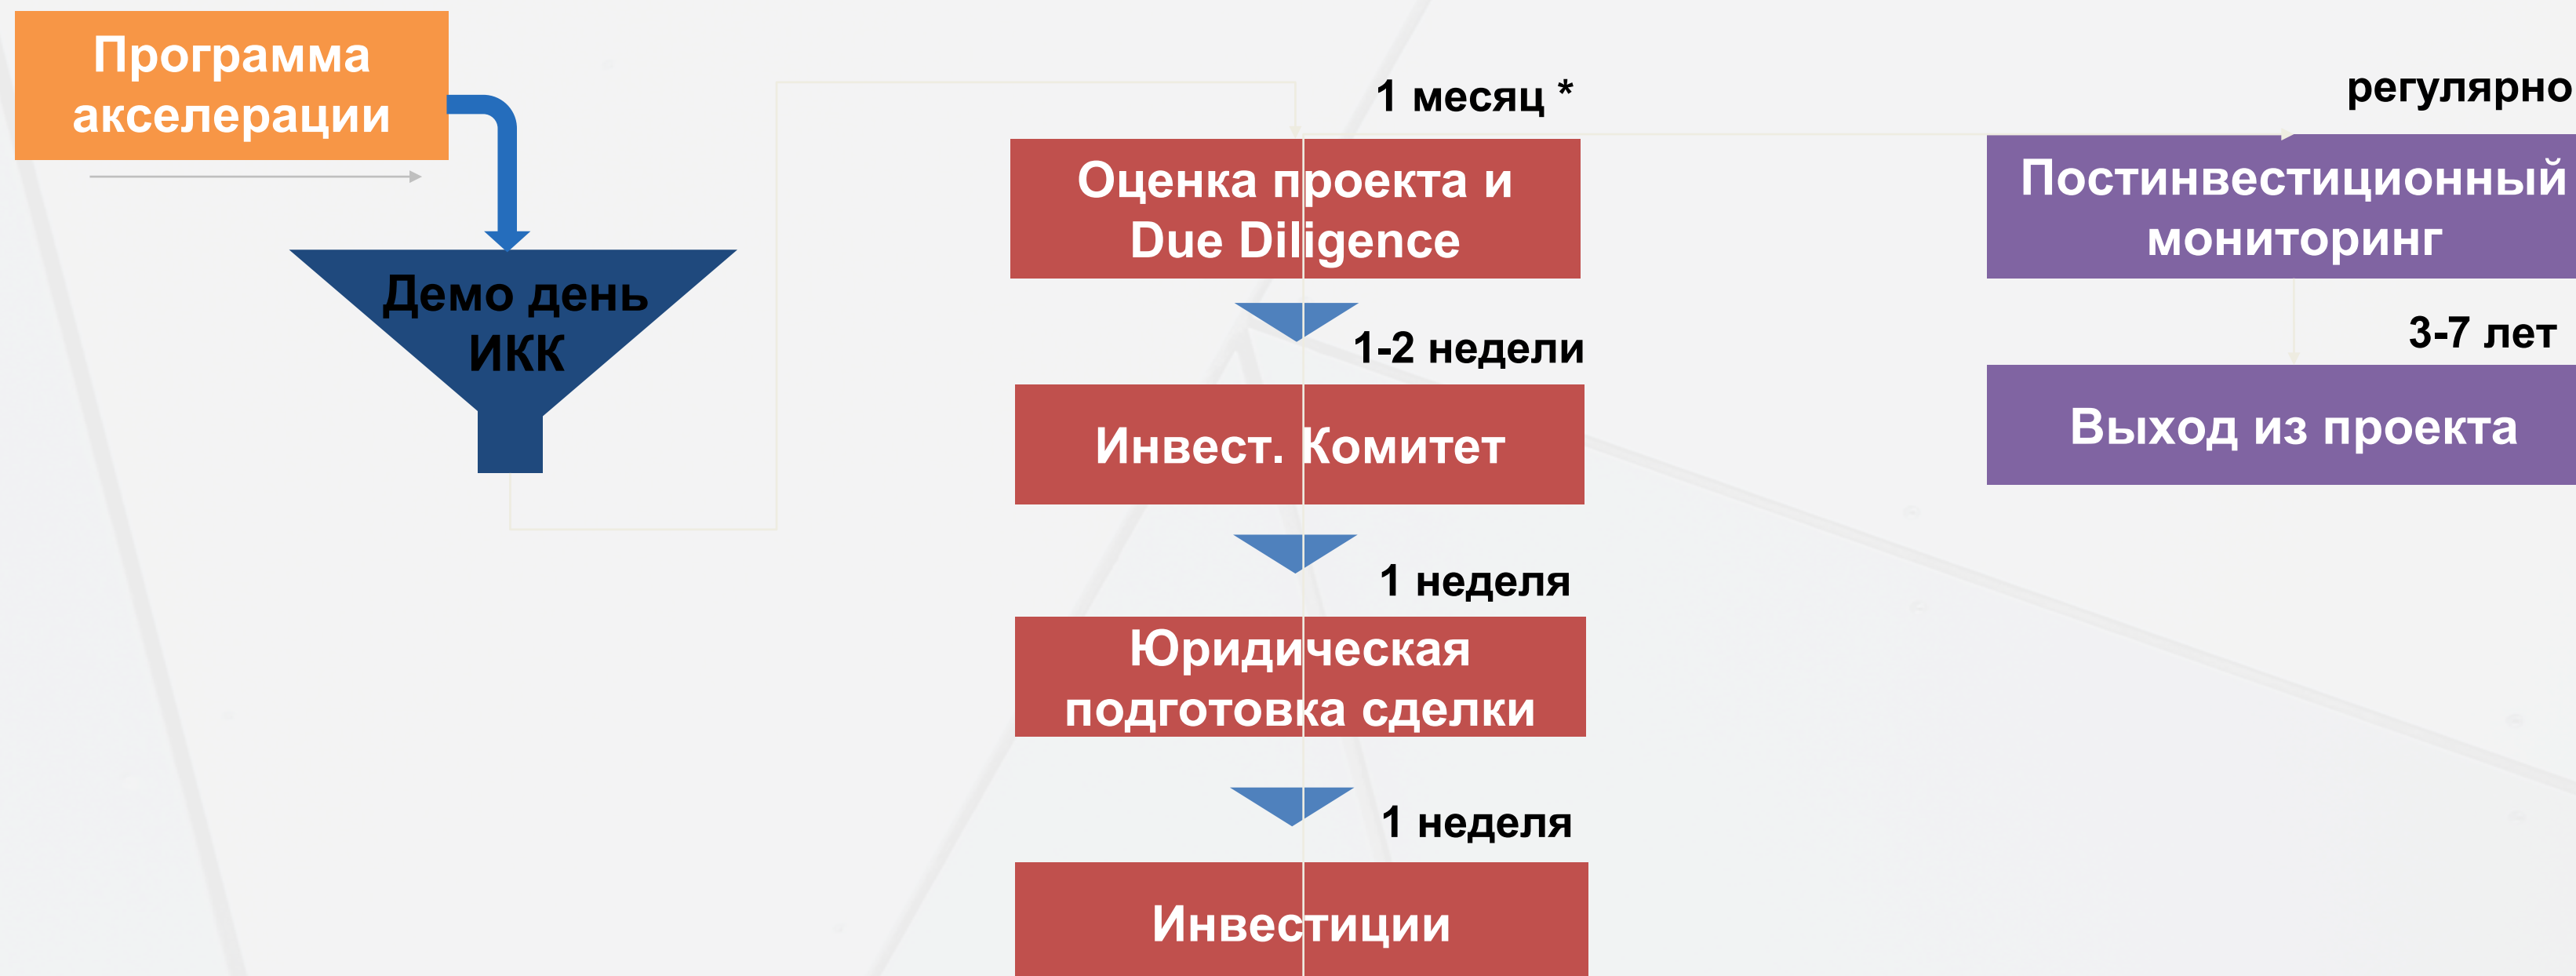 Программа
акселерации
Демо день
ИКК
1 месяц *
Оценка проекта и
Due Diligence
1-2 недели
Инвест. Комитет
1 неделя
Юридическая
подготовка сделки
1 неделя
Инвестиции
регулярно
Постинвестиционный
мониторинг
3-7 лет
Выход из проекта